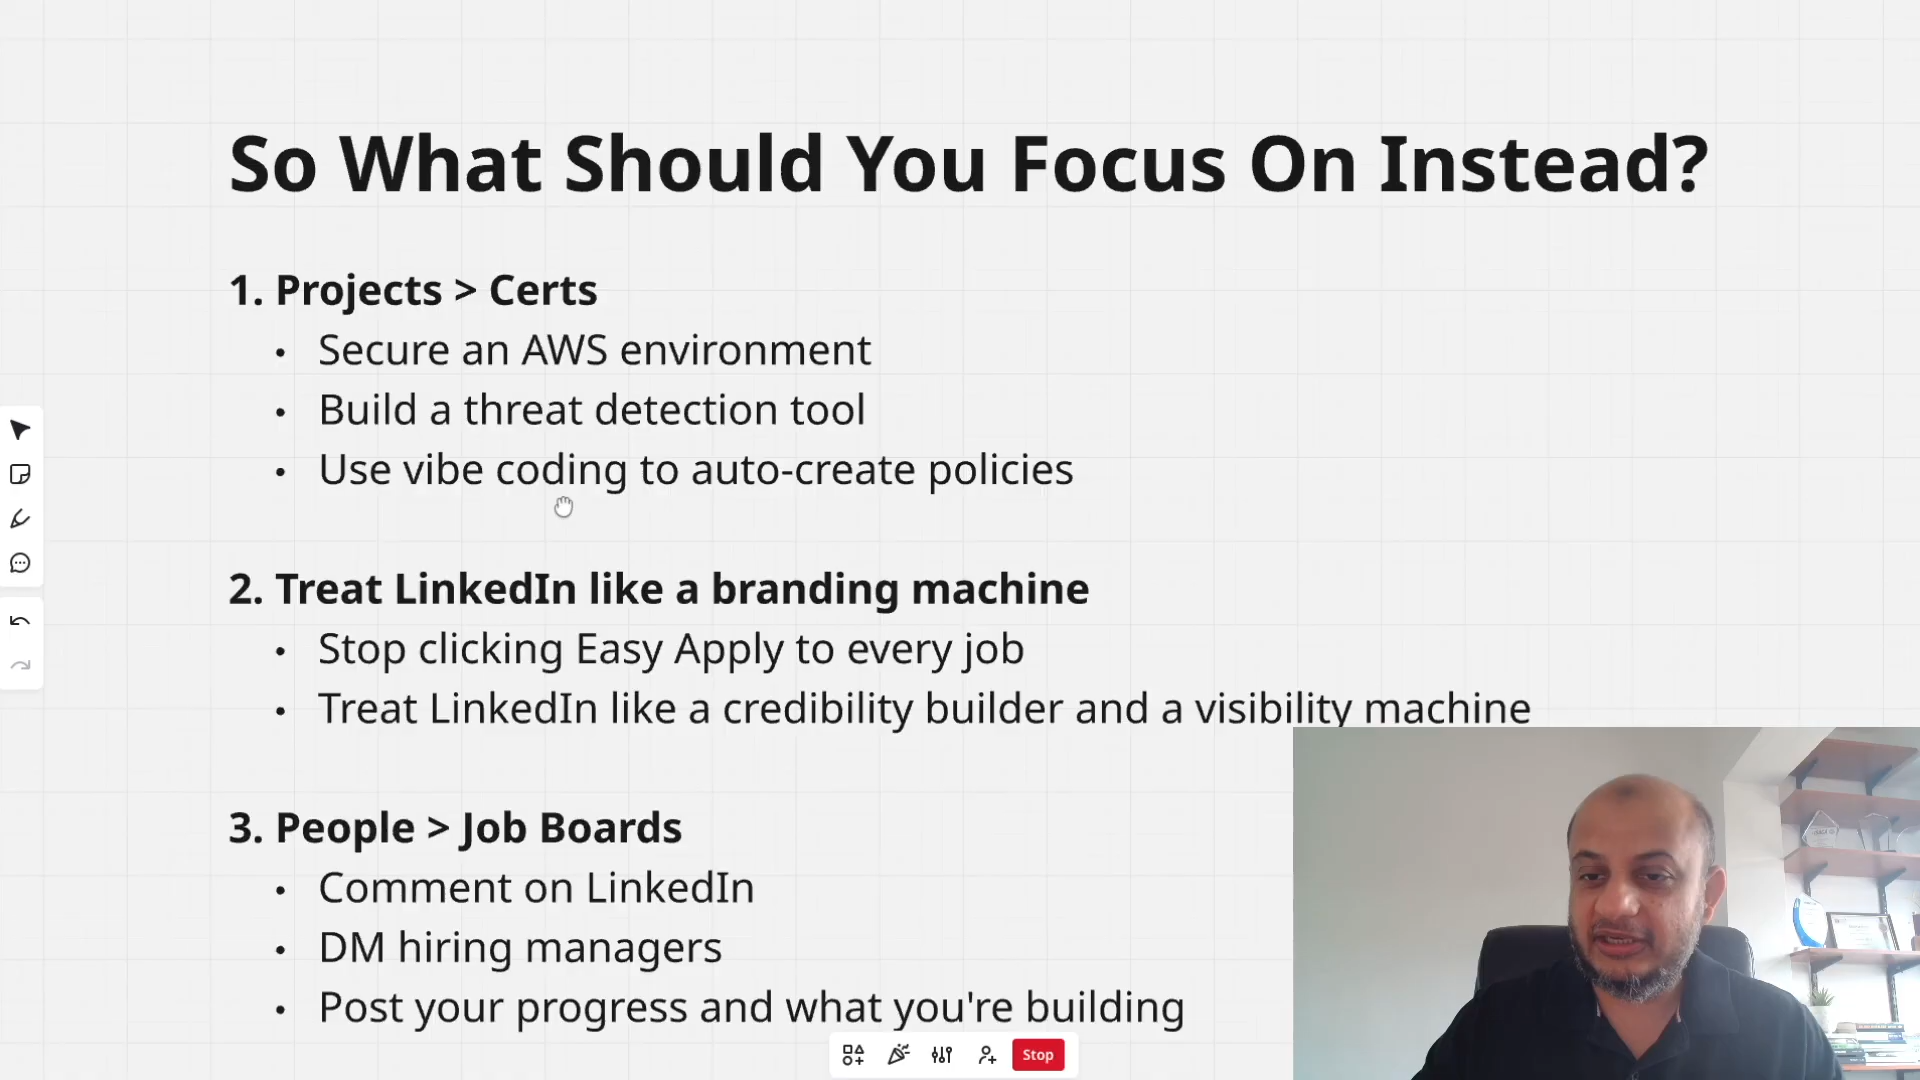 So What Should You Focus On Instead?
1. Projects > Certs
• Secure an AWS environment
• Build a threat detection tool
• Use vibe coding to auto-create policies
2. Treat LinkedIn like a branding machine
• Stop clicking Easy Apply to every job
• Treat LinkedIn like a credibility builder and a visibility machine
3. People > Job Boards
• Comment on LinkedIn
• DM hiring managers
• Post your progress and what you're building
Stop